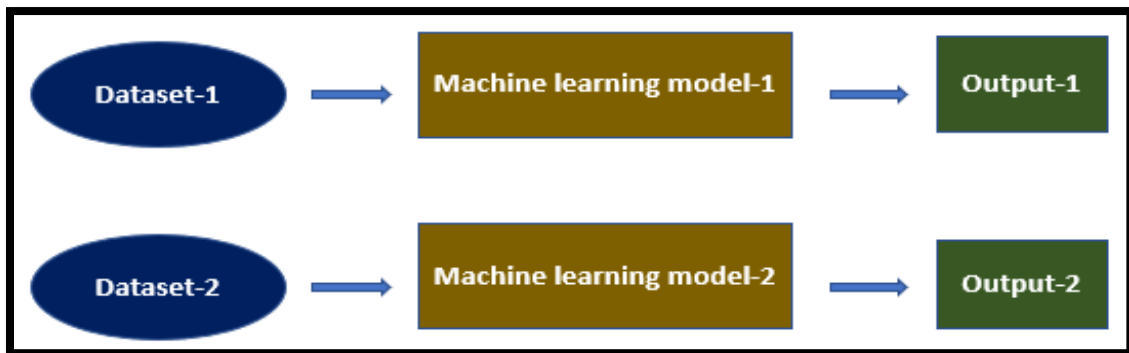 Dataset-1
Machine learning model-1
Output-1
Dataset-2
Machine learning model-2
Output-2